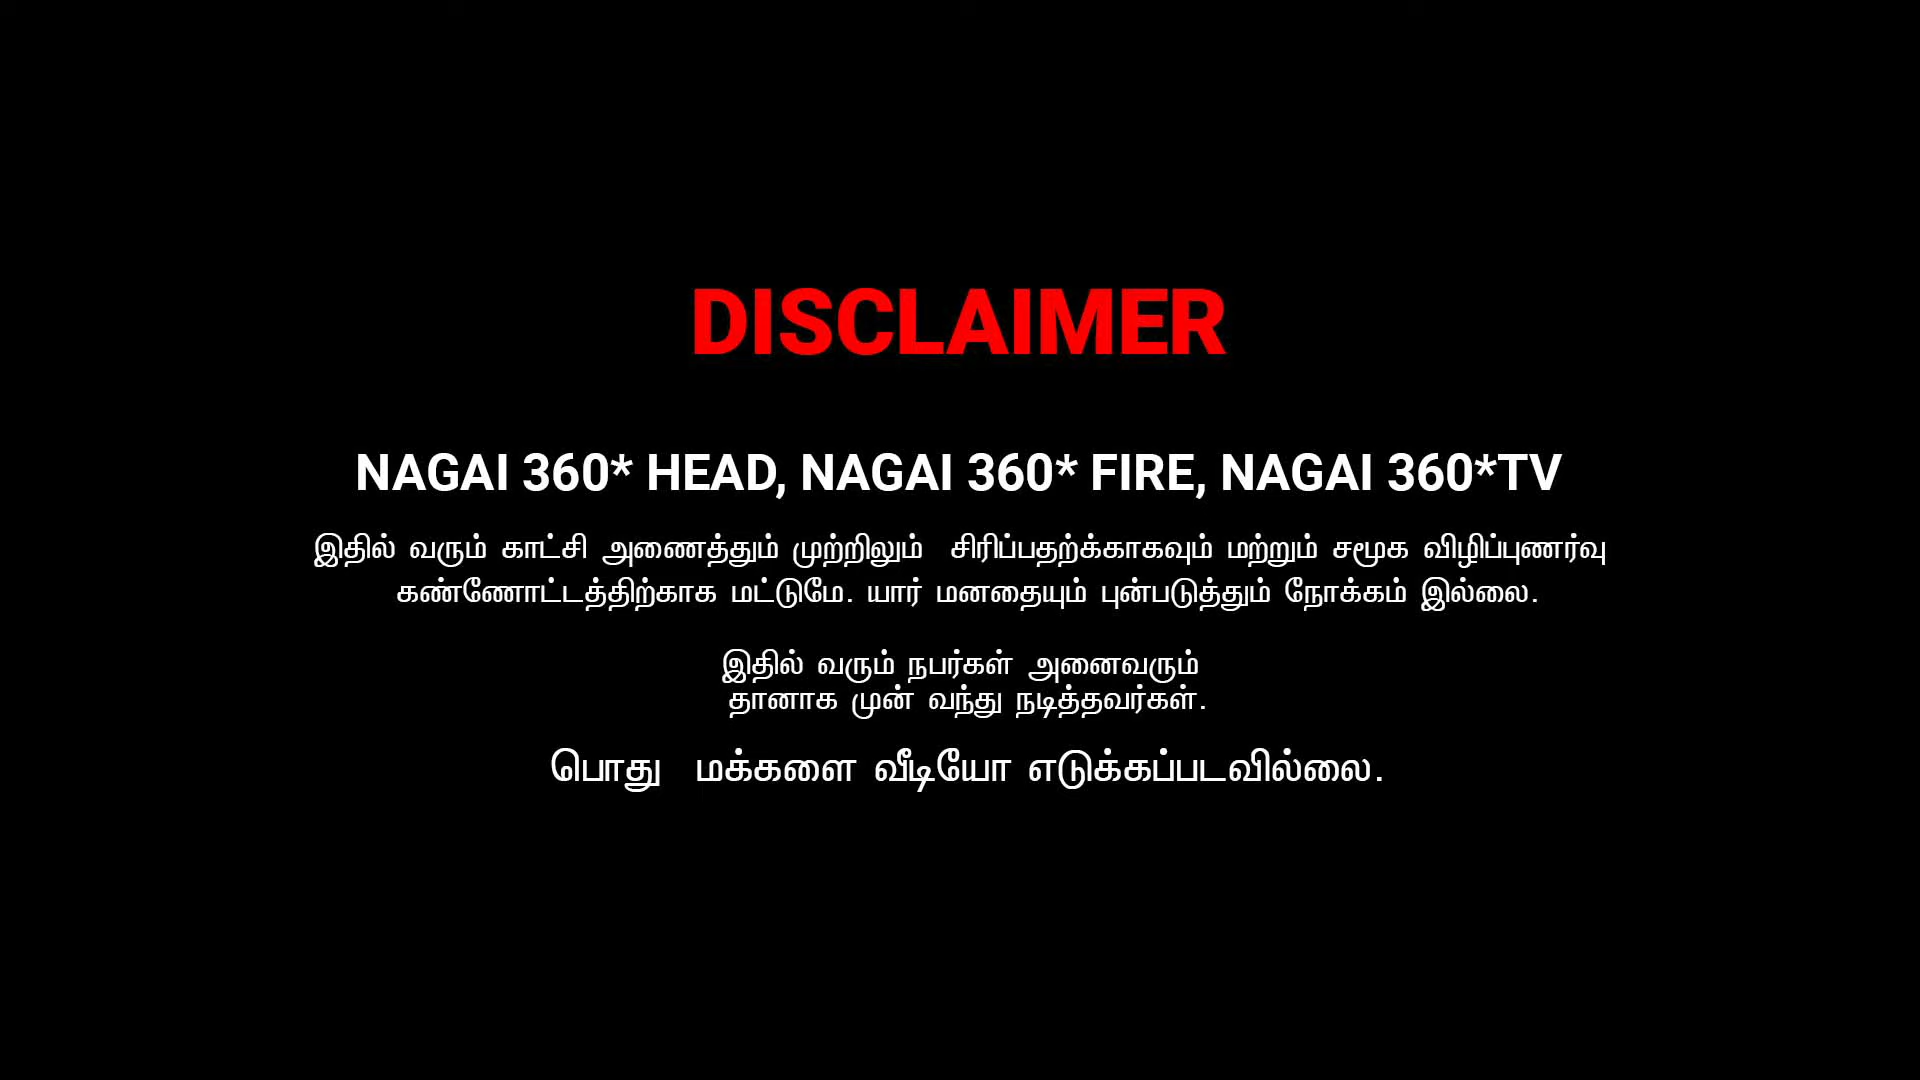 DISCLAIMER
NAGAI 360* HEAD, NAGAI 360* FIRE, NAGAI 360*TV
இதில் வரும் காட்சி அணைத்தும் முற்றிலும் சிரிப்பதற்க்காகவும் மற்றும் சமூக விழிப்புணர்வு
கண்ணோட்டத்திற்காக மட்டுமே. யார் மனதையும் புன்படுத்தும் நோக்கம் இல்லை.
இதில் வரும் நபர்கள் அனைவரும்
தானாக முன் வந்து நடித்தவர்கள்.
பொது மக்களை வீடியோ எடுக்கப்படவில்லை.